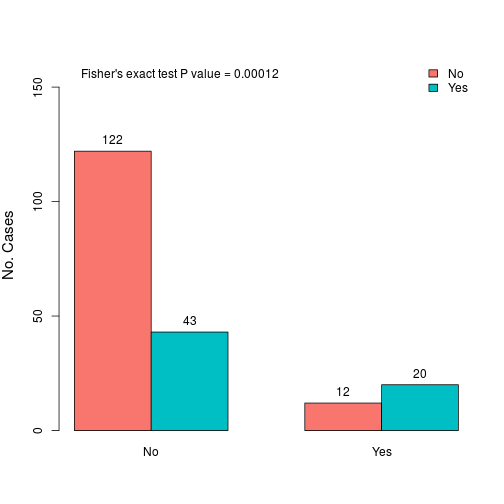 Fisher's exact test P value = 0.00012
No
Yes
150
100
50
0
No. Cases
122
43
12
20
No
Yes